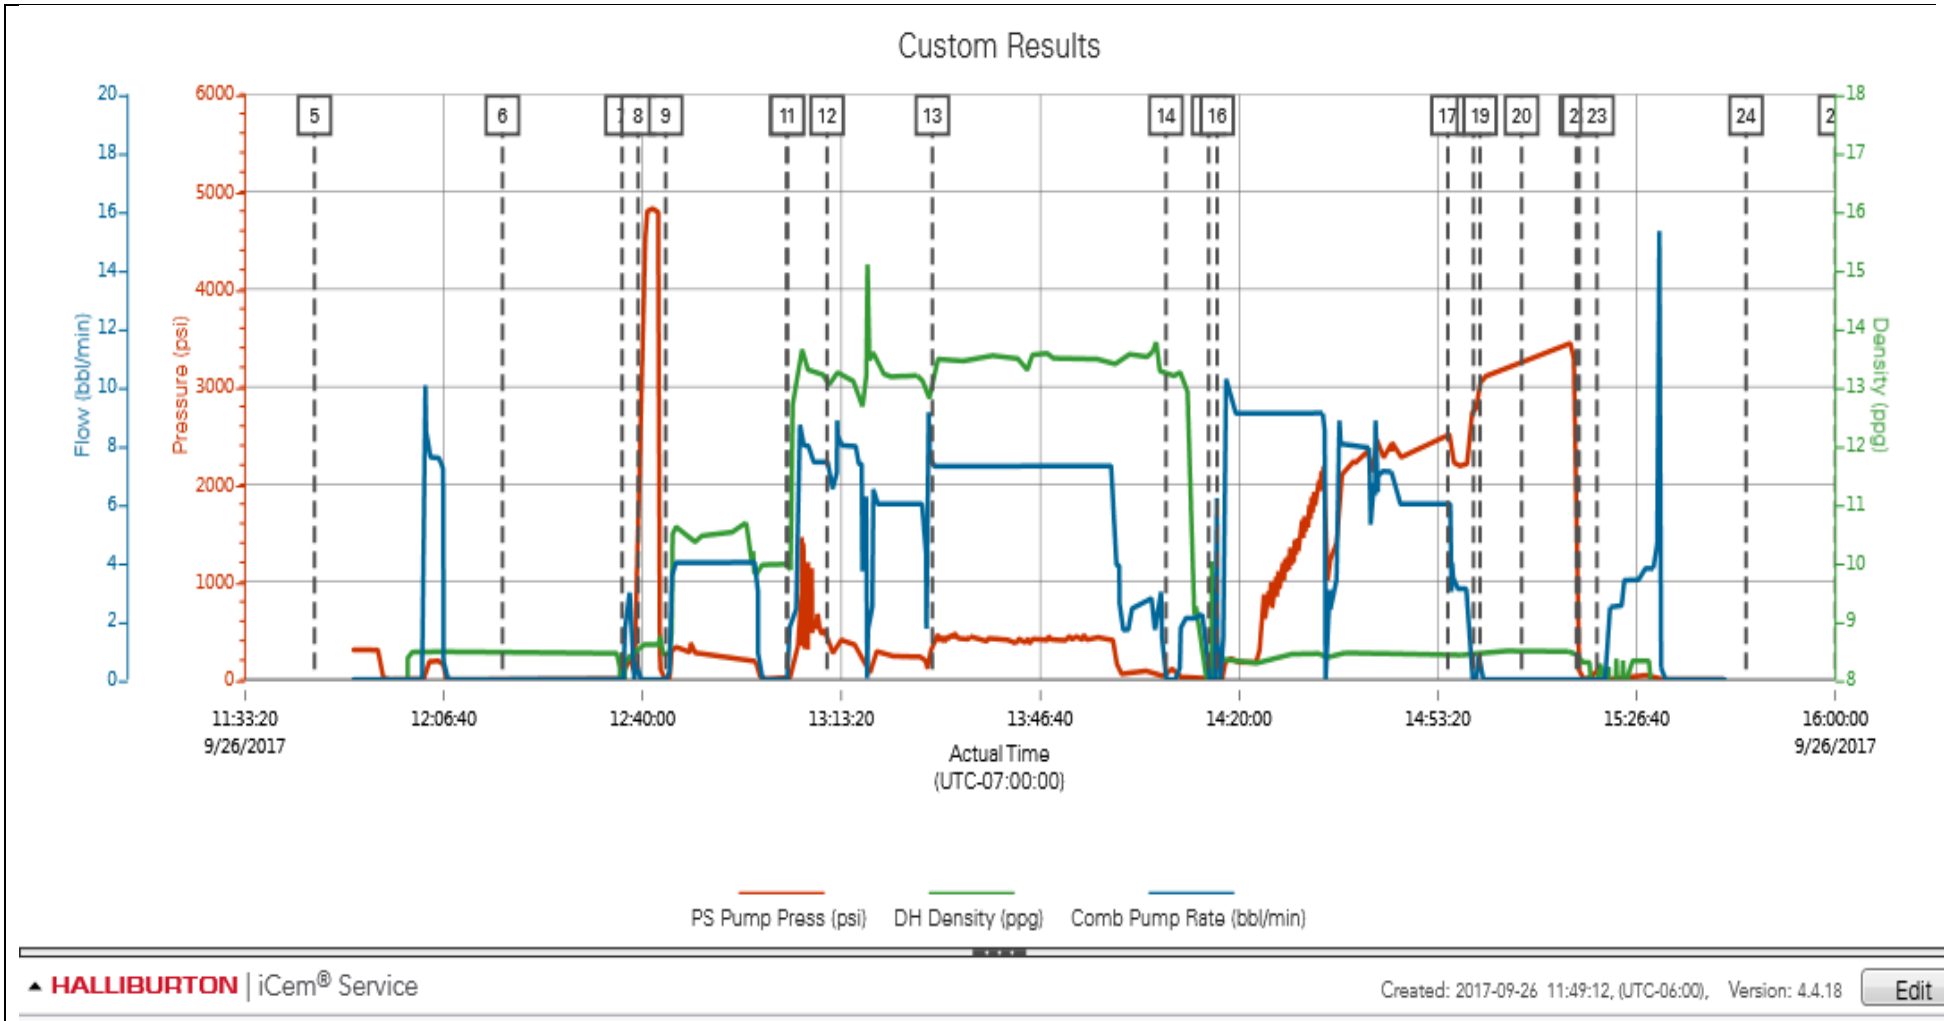 Custom Results
20 6000 18
5 6 7 8 9 11 12 13 14 16 17 19 20 2 23 24 2
18 17
5000
16 16
14 15
4000
12 14
Flow (bbl/min)
Pressure (psi)
Density (ppg)
10 3000 13
8 12
2000
6 11
4 10
1000
2 9
0 0 8
11:33:20 12:06:40 12:40:00 13:13:20 13:46:40 14:20:00 14:53:20 15:26:40 16:00:00
9/26/2017 9/26/2017
Actual Time
(UTC-07:00:00)
PS Pump Press (psi) DH Density (ppg) Comb Pump Rate (bbl/min)
HALLIBURTON | iCem® Service
Created: 2017-09-26 11:49:12, (UTC-06:00), Version: 4.4.18
Edit